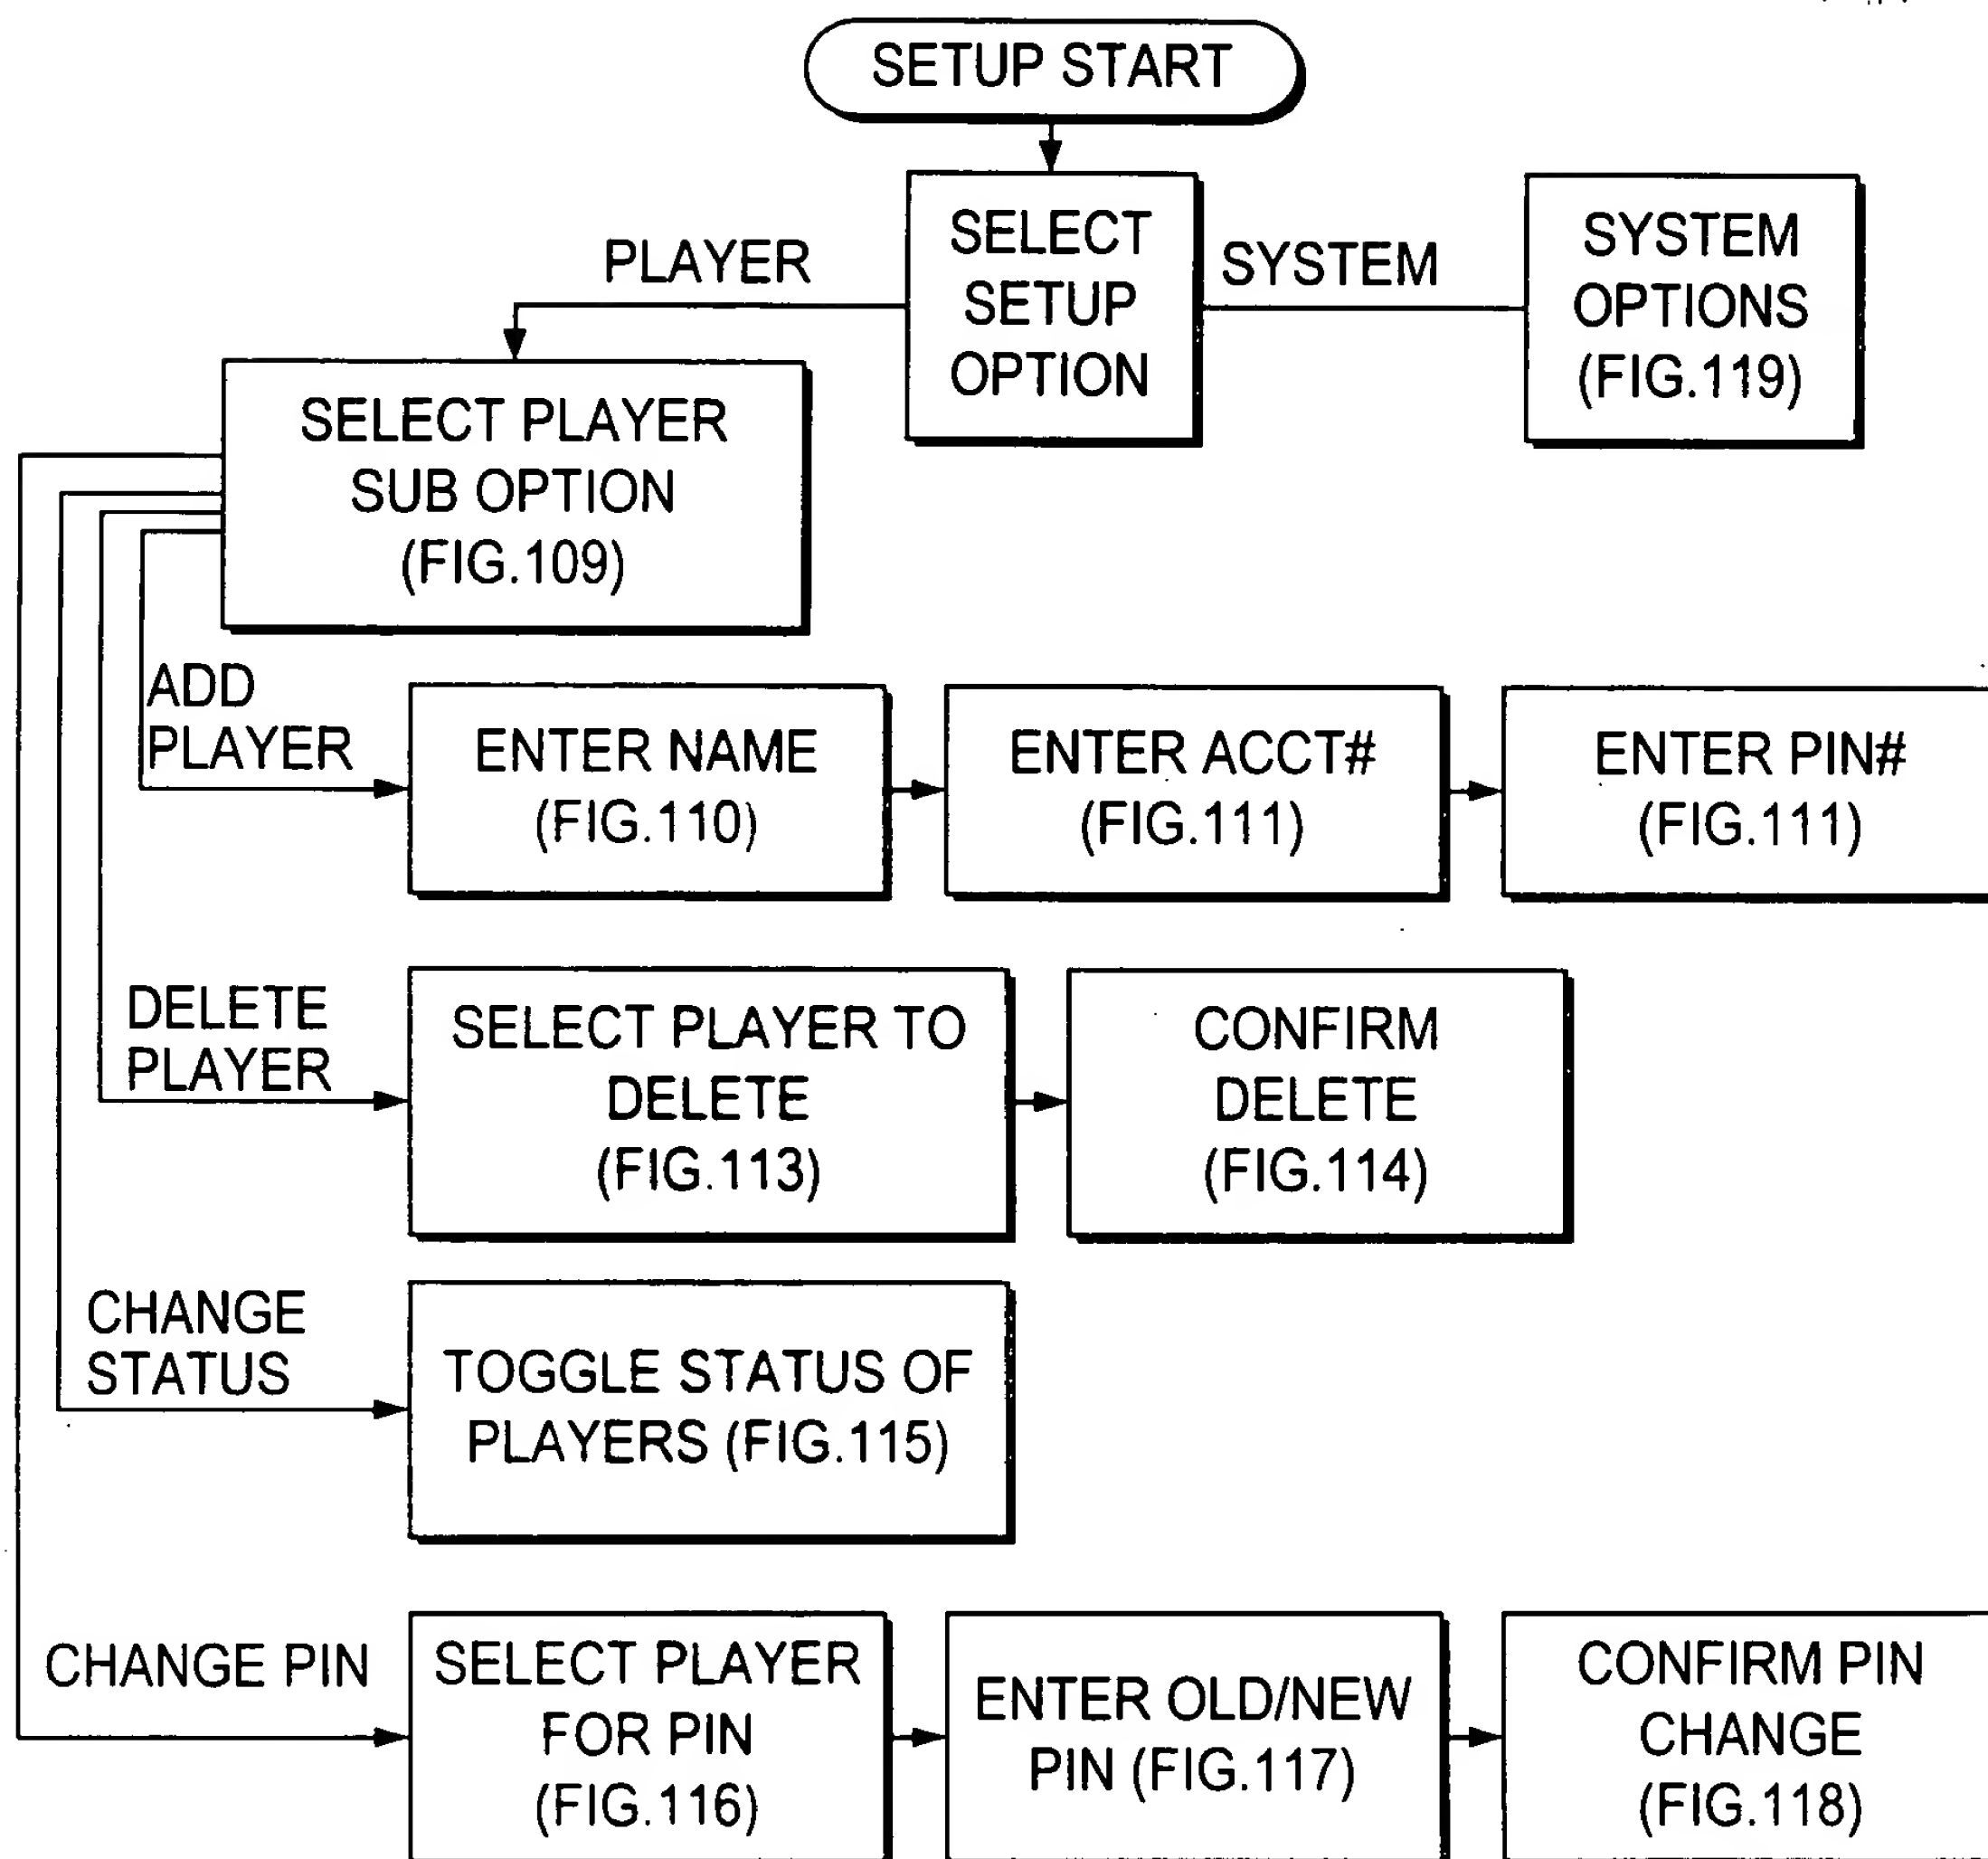 SETUP START
SELECT
SETUP
OPTION
PLAYER
SYSTEM
SYSTEM
OPTIONS
(FIG.119)
SELECT PLAYER
SUB OPTION
(FIG.109)
ADD
PLAYER
ENTER NAME
(FIG.110)
ENTER ACCT#
(FIG.111)
ENTER PIN#
(FIG.111)
DELETE
PLAYER
SELECT PLAYER TO
DELETE
(FIG.113)
CONFIRM
DELETE
(FIG.114)
CHANGE
STATUS
TOGGLE STATUS OF
PLAYERS (FIG.115)
CHANGE PIN
SELECT PLAYER
FOR PIN
(FIG.116)
ENTER OLD/NEW
PIN (FIG.117)
CONFIRM PIN
CHANGE
(FIG.118)